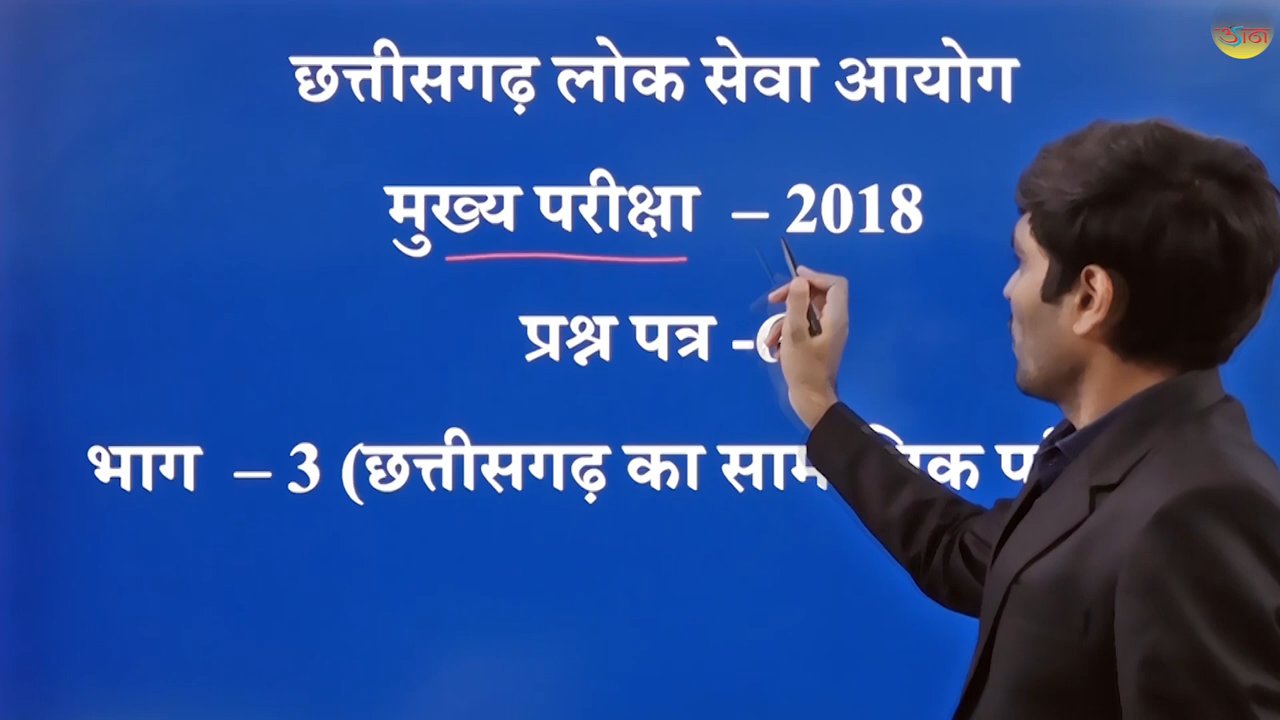 छत्तीसगढ़ लोक सेवा आयोग
मुख्य परीक्षा – 2018
प्रश्न पत्र -
भाग – 3 (छत्तीसगढ़ का